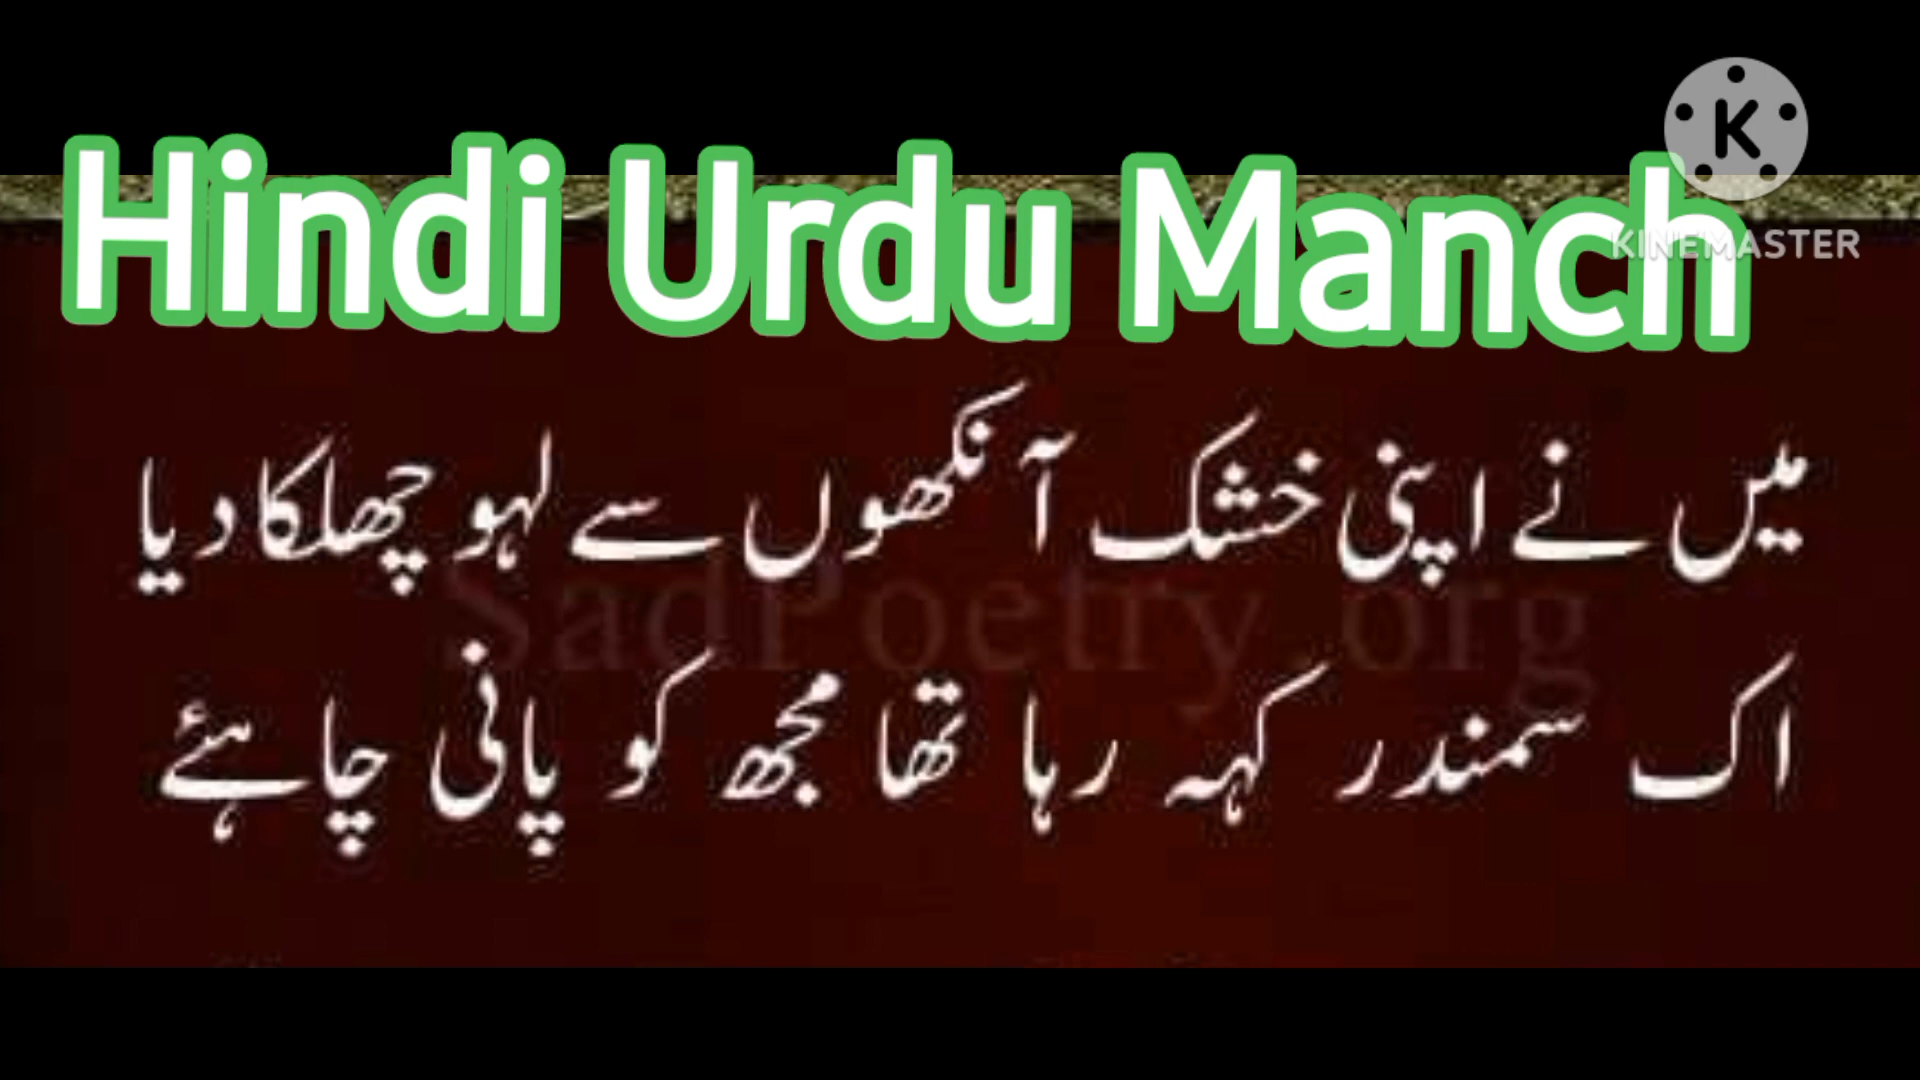 Hindi Urdu Manch
K
KINEMASTER
میں نے اپنی خشک آنکھوں سے لہو چھلکا دیا
SadPoetry.org
اک سمندر کہہ رہا تھا مجھ کو پانی چاہئے